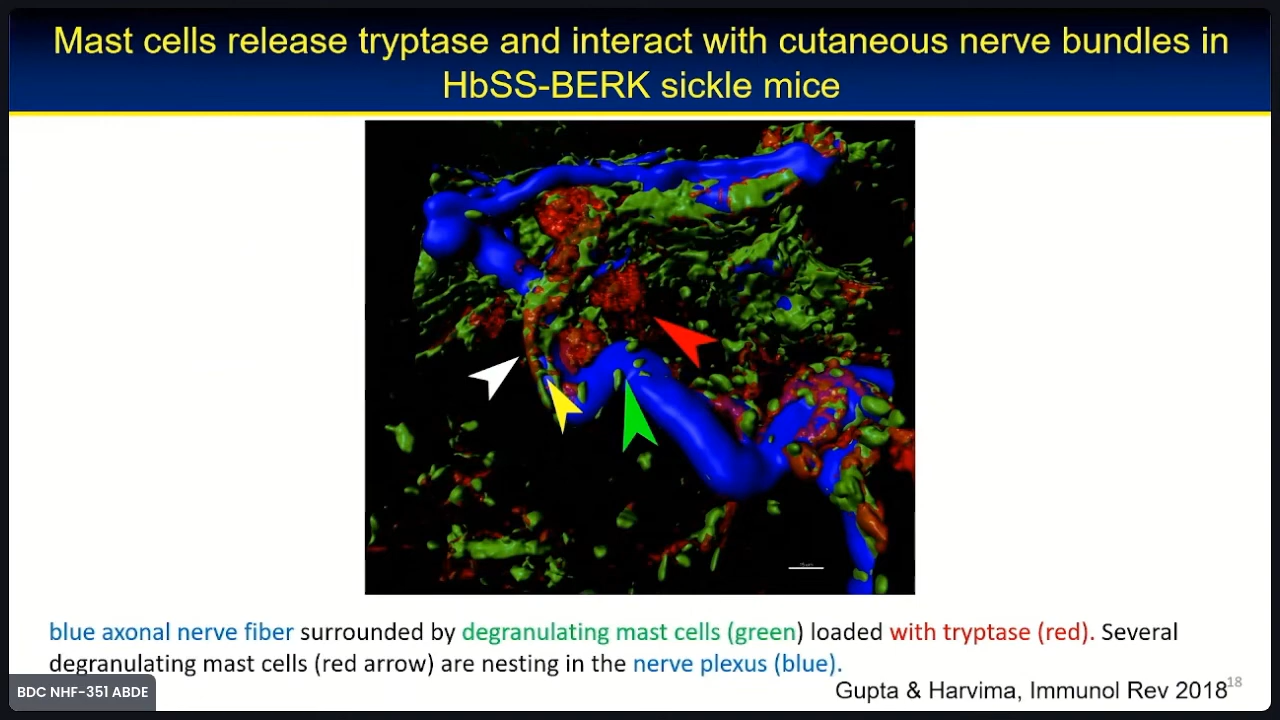 Mast cells release tryptase and interact with cutaneous nerve bundles in
HbSS-BERK sickle mice
blue axonal nerve fiber surrounded by degranulating mast cells (green) loaded with tryptase (red). Several
degranulating mast cells (red arrow) are nesting in the nerve plexus (blue).
BDC NHF-351 ABDE
Gupta & Harvima, Immunol Rev 2018
18